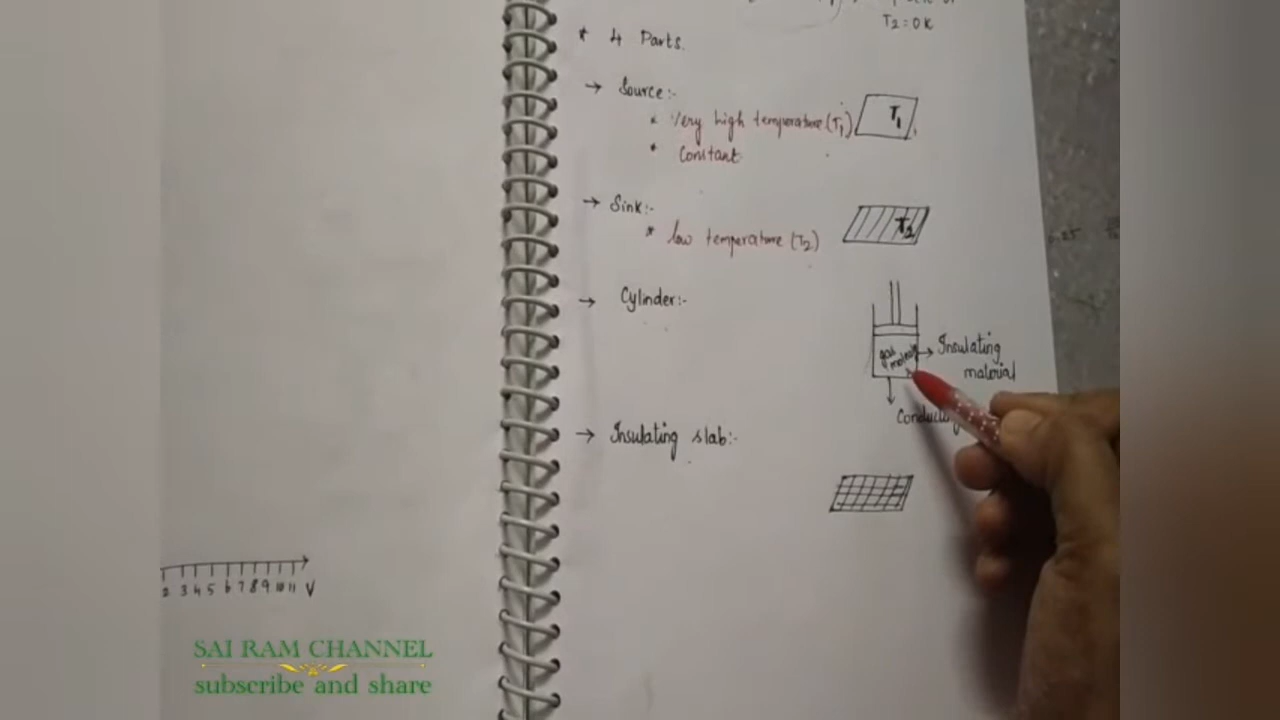 T2 = 0 K
* 4 Parts.
→ Source:-
* Very high temperature (T1)
T1
* Constant
→ Sink:-
* low temperature (T2)
T2
→ Cylinder:-
gas
→ Insulating
material
→ Insulating slab:-
2 3 4 5 6 7 8 9 10 11 V
SAI RAM CHANNEL
subscribe and share